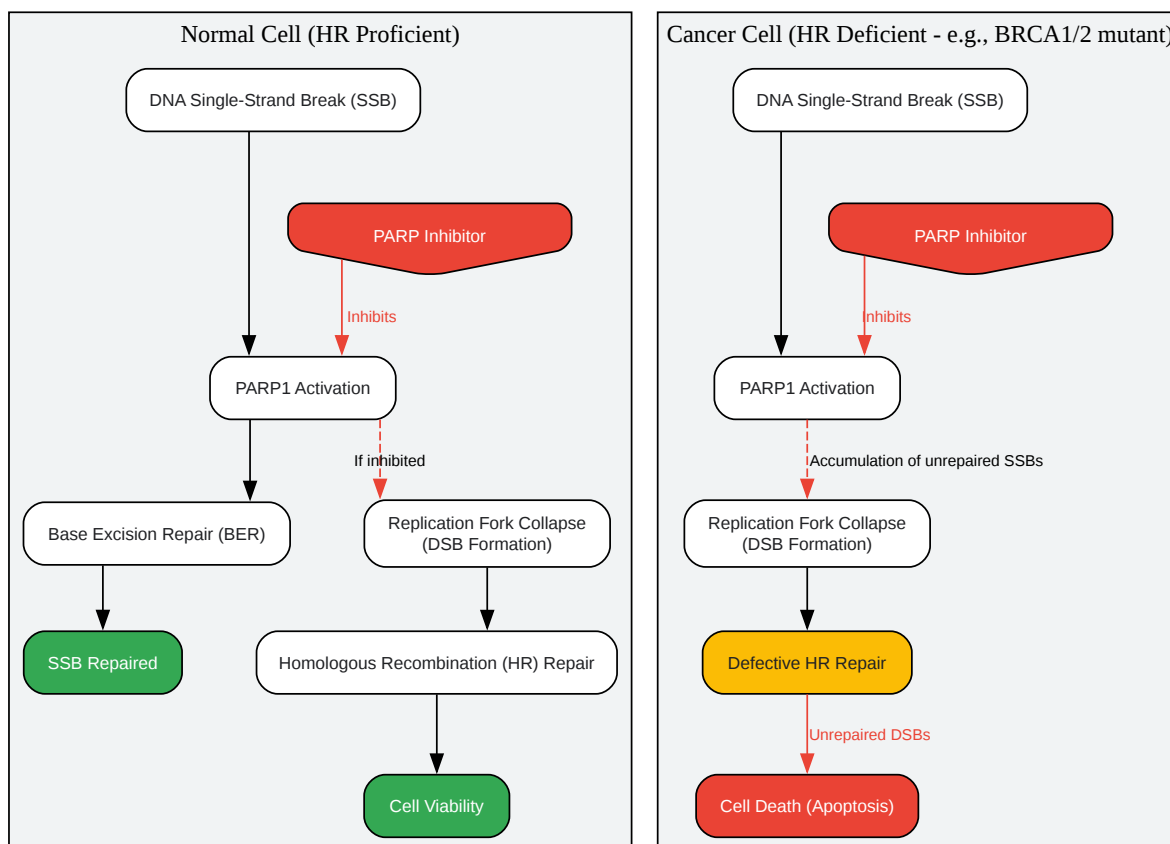 Normal Cell (HR Proficient)
DNA Single-Strand Break (SSB)
PARP Inhibitor
Inhibits
PARP1 Activation
If inhibited
Base Excision Repair (BER)
Replication Fork Collapse
(DSB Formation)
SSB Repaired
Homologous Recombination (HR) Repair
Cell Viability
Cancer Cell (HR Deficient - e.g., BRCA1/2 mutant)
DNA Single-Strand Break (SSB)
PARP Inhibitor
Inhibits
PARP1 Activation
Accumulation of unrepaired SSBs
Replication Fork Collapse
(DSB Formation)
Defective HR Repair
Unrepaired DSBs
Cell Death (Apoptosis)